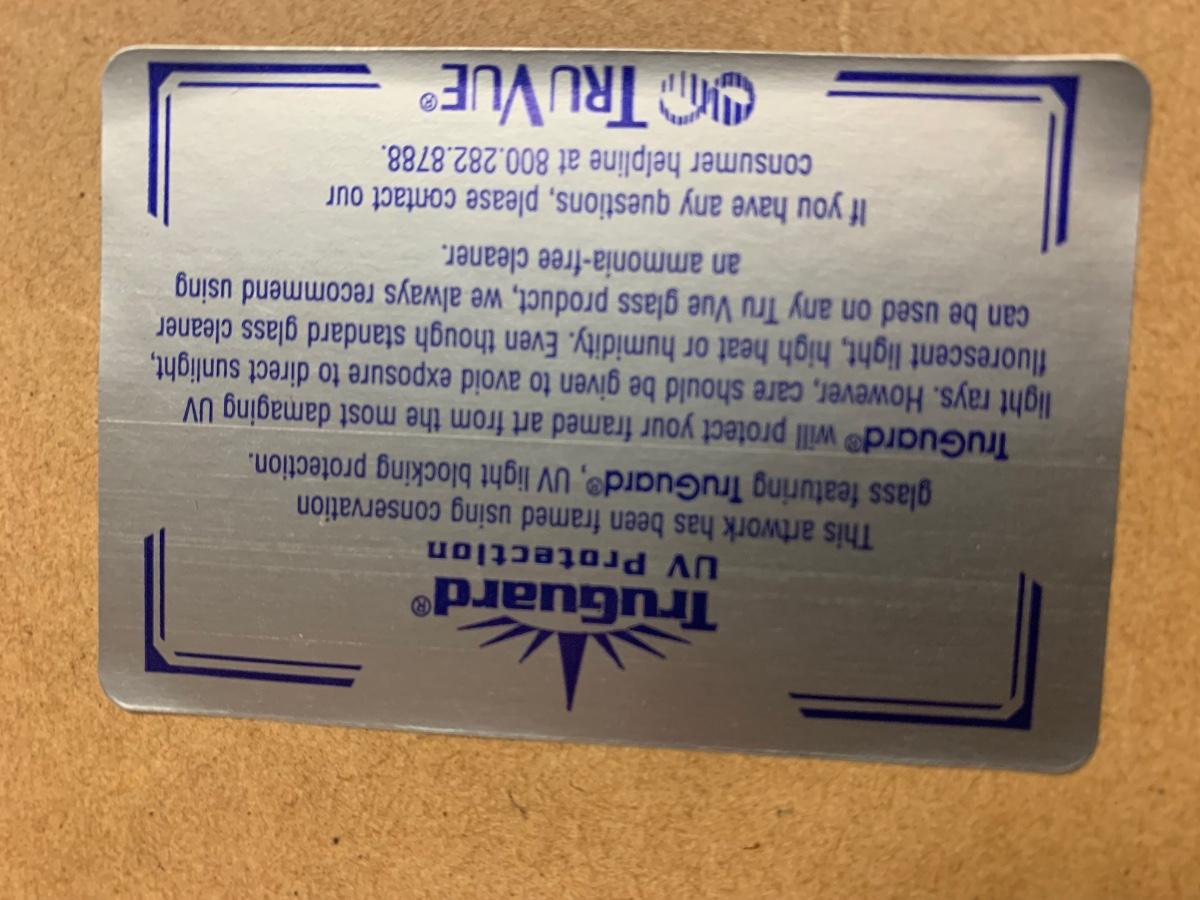 TruGuard®
UV Protection
This artwork has been framed using conservation
glass featuring TruGuard®, UV light blocking protection.
TruGuard® will protect your framed art from the most damaging UV
light rays. However, care should be given to avoid exposure to direct sunlight,
fluorescent light, high heat or humidity. Even though standard glass cleaner
can be used on any Tru Vue glass product, we always recommend using
an ammonia-free cleaner.
If you have any questions, please contact our
consumer helpline at 800.282.8788.
TRU VUE®